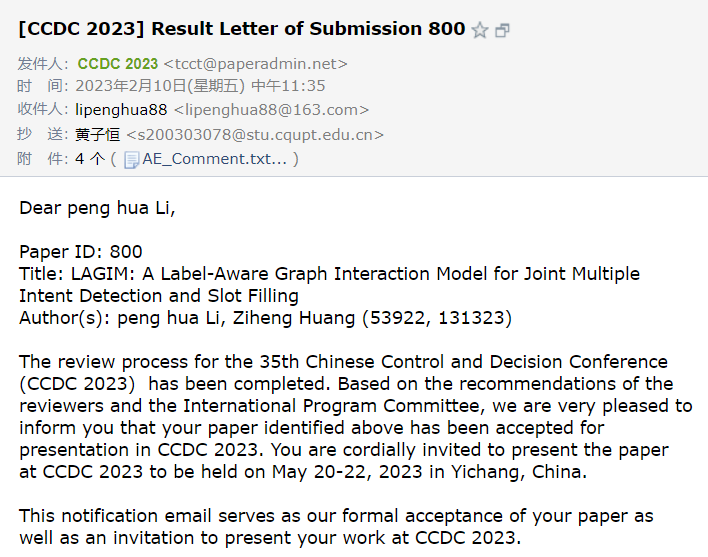 [CCDC 2023] Result Letter of Submission 800
发件人: CCDC 2023 <tcct@paperadmin.net>
时 间: 2023年2月10日(星期五) 中午11:35
收件人: lipenghua88 <lipenghua88@163.com>
抄 送: 黄子恒 <s200303078@stu.cqupt.edu.cn>
附 件: 4 个 ( AE_Comment.txt... )
Dear peng hua Li,
Paper ID: 800
Title: LAGIM: A Label-Aware Graph Interaction Model for Joint Multiple
Intent Detection and Slot Filling
Author(s): peng hua Li, Ziheng Huang (53922, 131323)
The review process for the 35th Chinese Control and Decision Conference
(CCDC 2023)  has been completed. Based on the recommendations of the
reviewers and the International Program Committee, we are very pleased to
inform you that your paper identified above has been accepted for
presentation in CCDC 2023. You are cordially invited to present the paper
at CCDC 2023 to be held on May 20-22, 2023 in Yichang, China.
This notification email serves as our formal acceptance of your paper as
well as an invitation to present your work at CCDC 2023.